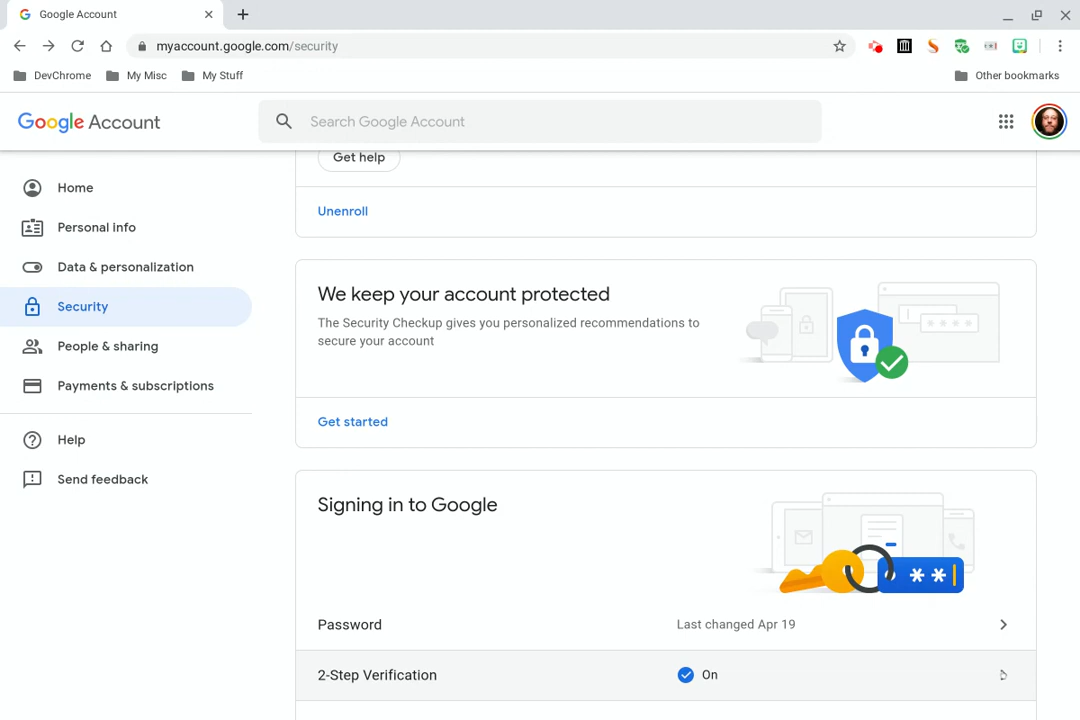 Google Account
myaccount.google.com/security
DevChrome
My Misc
My Stuff
Other bookmarks
Google Account
Search Google Account
Home
Personal info
Data & personalization
Security
People & sharing
Payments & subscriptions
Help
Send feedback
Get help
Unenroll
We keep your account protected
The Security Checkup gives you personalized recommendations to
secure your account
Get started
Signing in to Google
Password
Last changed Apr 19
2-Step Verification
On